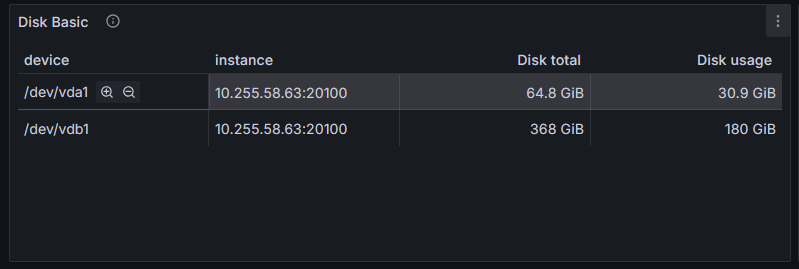 Disk Basic
device instance Disk total Disk usage
/dev/vda1 10.255.58.63:20100 64.8 GiB 30.9 GiB
/dev/vdb1 10.255.58.63:20100 368 GiB 180 GiB